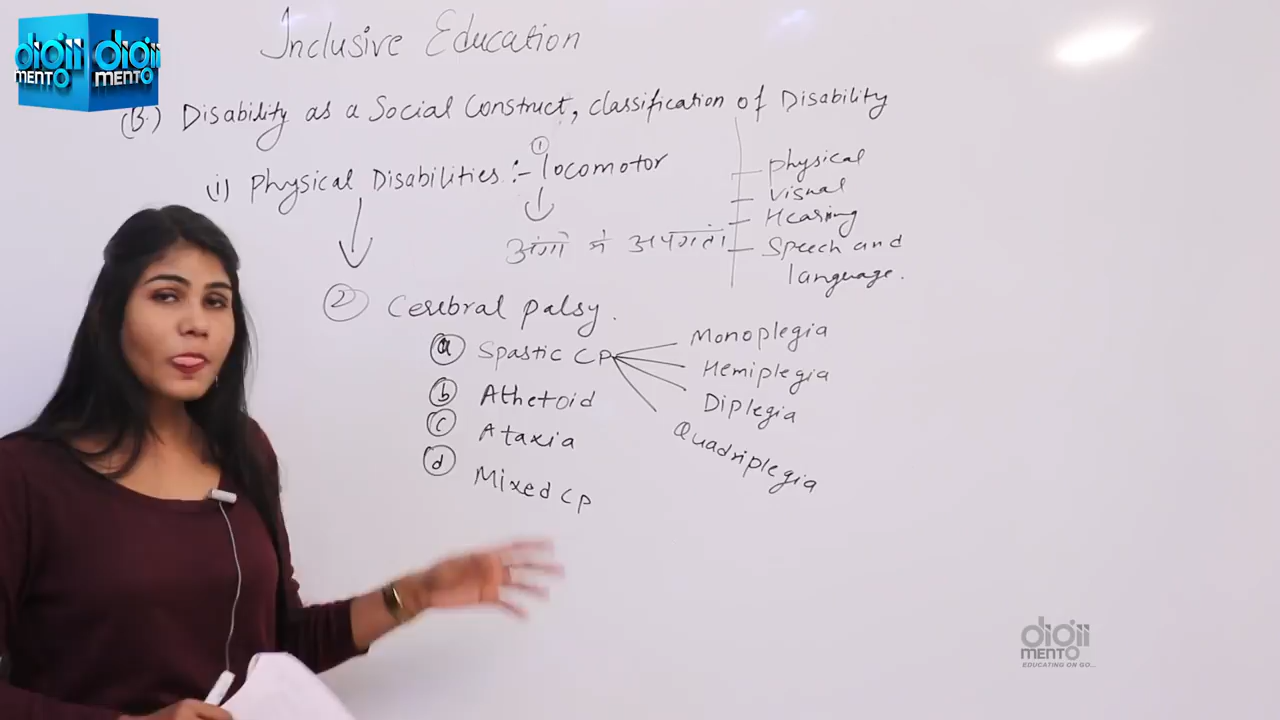 digii digii
MENTO MENTO
Inclusive Education
(B.) Disability as a Social Construct, classification of Disability
(i) Physical Disabilities :- ① locomotor
अंगों में अपंगता
physical
Visual
Hearing
Speech and
language.
② Cerebral palsy.
ⓐ Spastic CP
Monoplegia
Hemiplegia
Diplegia
Quadriplegia
ⓑ Athetoid
ⓒ Ataxia
ⓓ Mixed CP
digii
MENTO
EDUCATING ON GO...